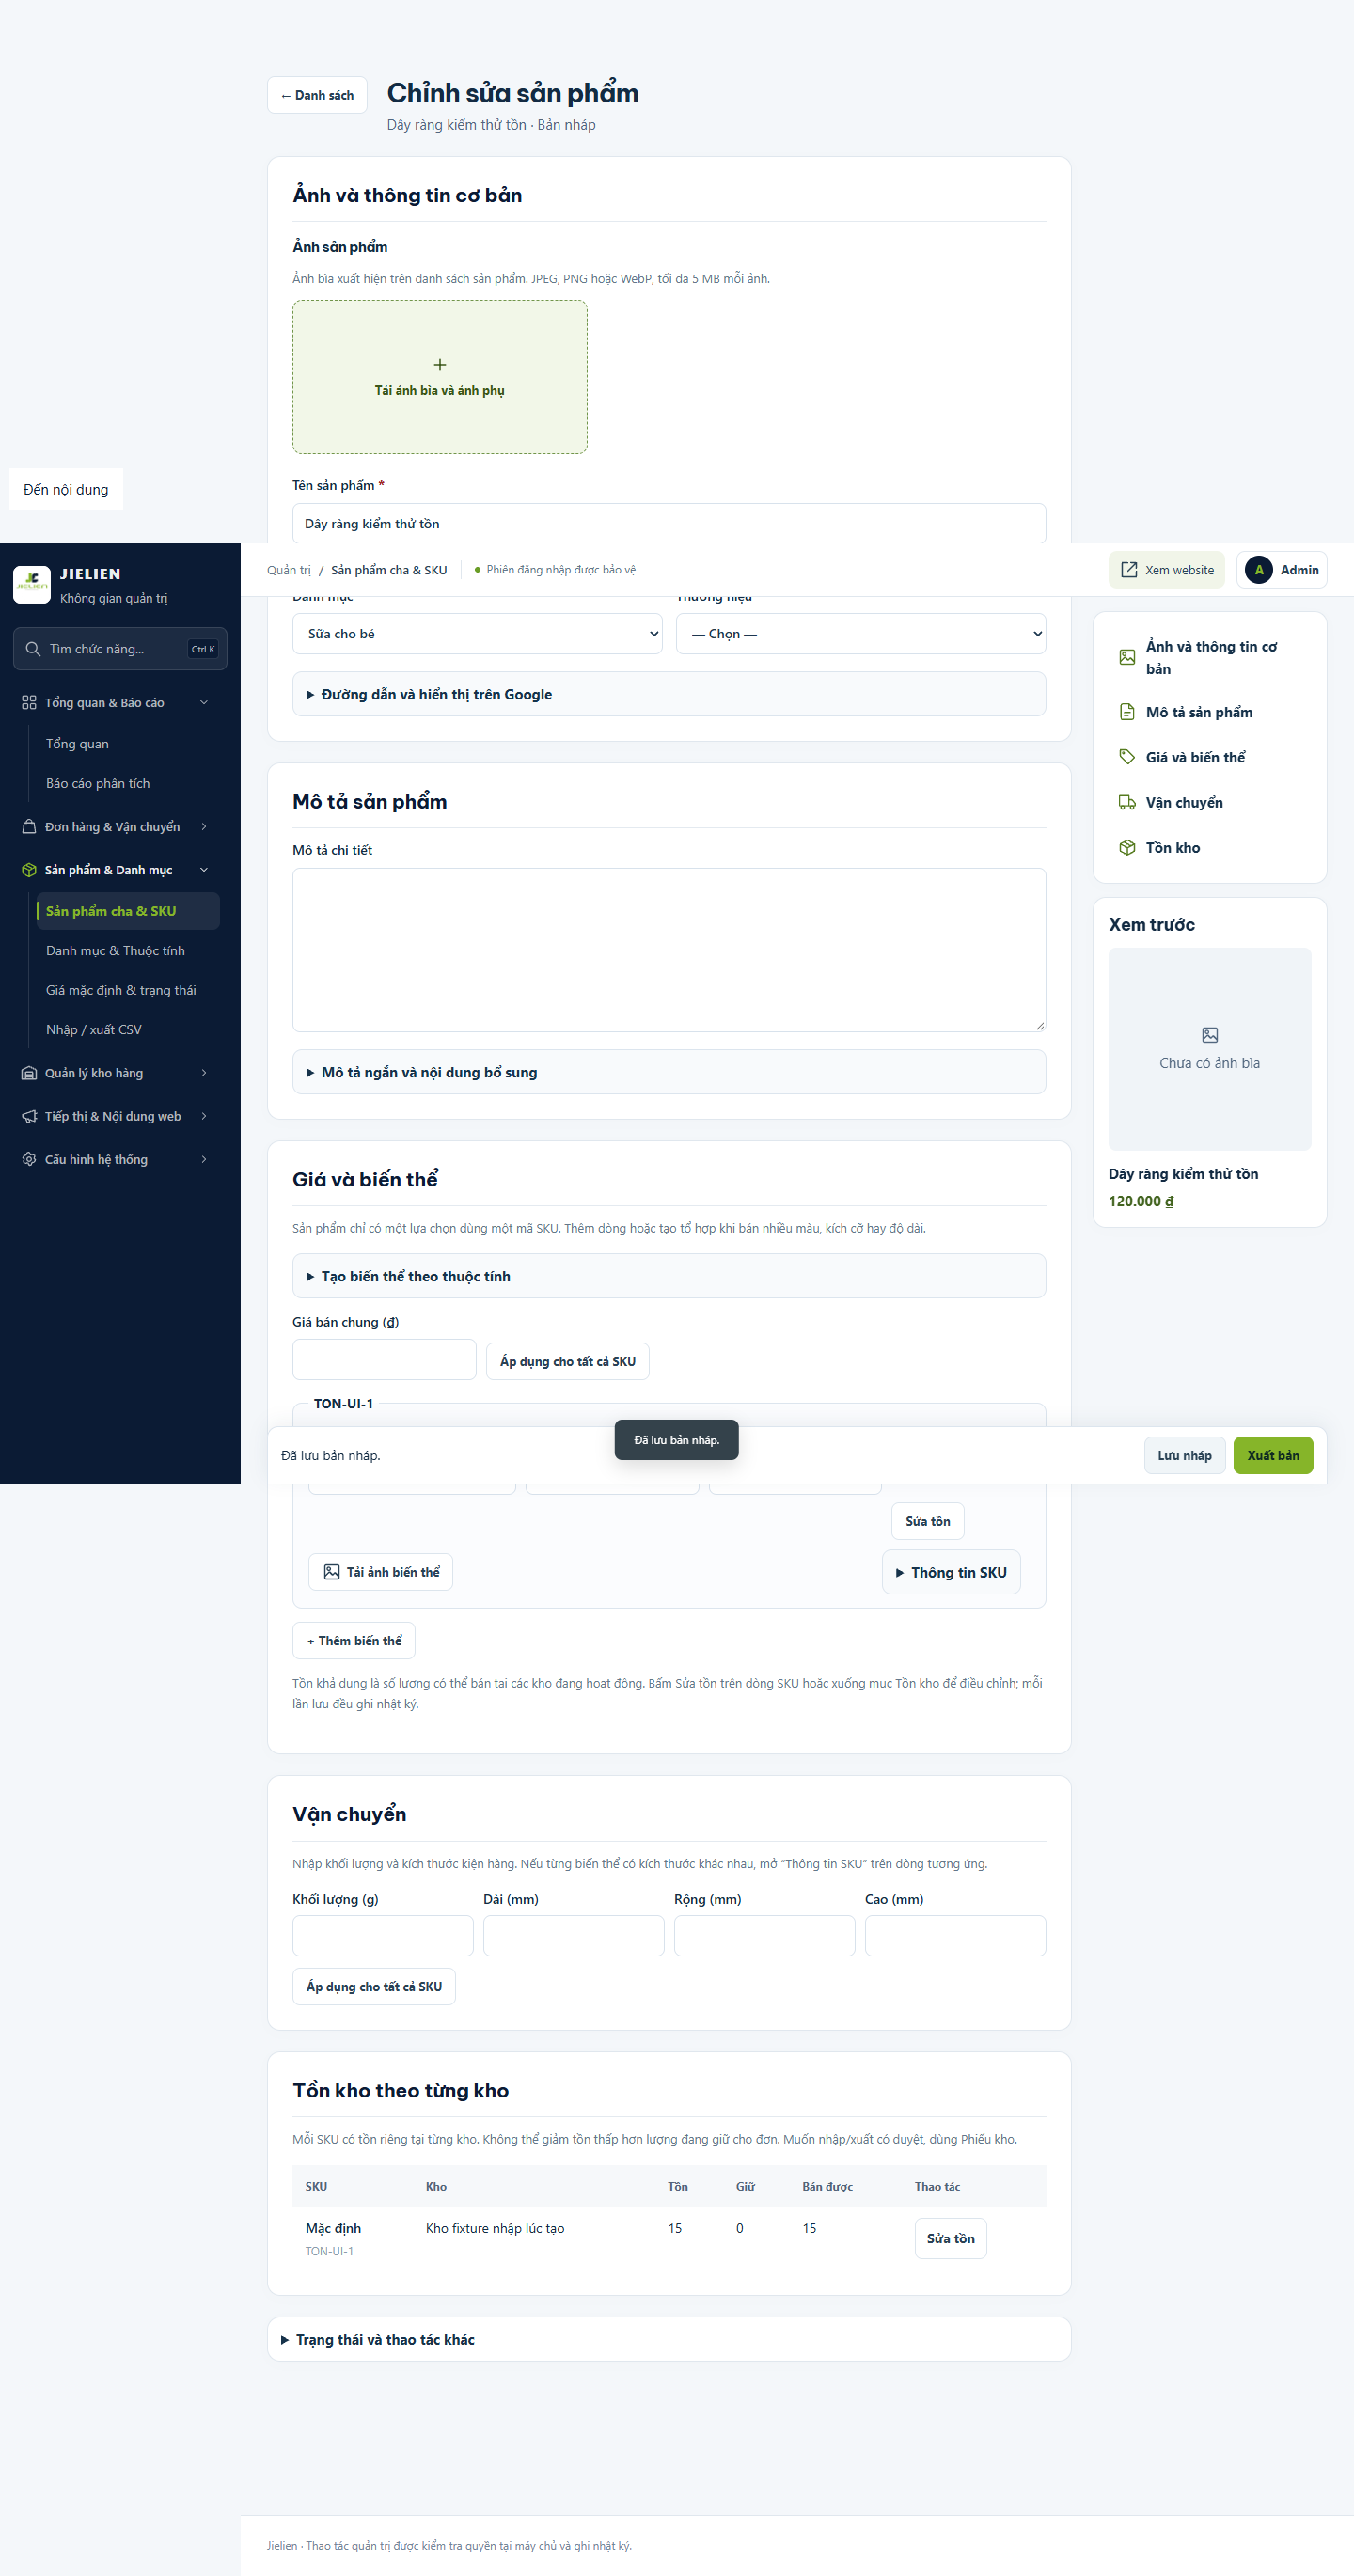 ← Danh sách
Chỉnh sửa sản phẩm
Dây ràng kiểm thử tồn · Bản nháp
Ảnh và thông tin cơ bản
Ảnh sản phẩm
Ảnh bìa xuất hiện trên danh sách sản phẩm. JPEG, PNG hoặc WebP, tối đa 5 MB mỗi ảnh.
Tải ảnh bìa và ảnh phụ
Đến nội dung
Tên sản phẩm *
Dây ràng kiểm thử tồn
JIELIEN
Không gian quản trị
Tìm chức năng...
Ctrl K
Tổng quan & Báo cáo
Tổng quan
Báo cáo phân tích
Đơn hàng & Vận chuyển
Sản phẩm & Danh mục
Sản phẩm cha & SKU
Danh mục & Thuộc tính
Giá mặc định & trạng thái
Nhập / xuất CSV
Quản lý kho hàng
Tiếp thị & Nội dung web
Cấu hình hệ thống
Quản trị / Sản phẩm cha & SKU
Phiên đăng nhập được bảo vệ
Xem website
A
Admin
Danh mục
Thương hiệu
Sữa cho bé
— Chọn —
Đường dẫn và hiển thị trên Google
Mô tả sản phẩm
Mô tả chi tiết
Mô tả ngắn và nội dung bổ sung
Giá và biến thể
Sản phẩm chỉ có một lựa chọn dùng một mã SKU. Thêm dòng hoặc tạo tổ hợp khi bán nhiều màu, kích cỡ hay độ dài.
Tạo biến thể theo thuộc tính
Giá bán chung (₫)
Áp dụng cho tất cả SKU
TON-UI-1
Đã lưu bản nháp.
Đã lưu bản nháp.
Lưu nháp
Xuất bản
Sửa tồn
Tải ảnh biến thể
Thông tin SKU
+ Thêm biến thể
Tồn khả dụng là số lượng có thể bán tại các kho đang hoạt động. Bấm Sửa tồn trên dòng SKU hoặc xuống mục Tồn kho để điều chỉnh; mỗi
lần lưu đều ghi nhật ký.
Vận chuyển
Nhập khối lượng và kích thước kiện hàng. Nếu từng biến thể có kích thước khác nhau, mở “Thông tin SKU” trên dòng tương ứng.
Khối lượng (g)
Dài (mm)
Rộng (mm)
Cao (mm)
Áp dụng cho tất cả SKU
Tồn kho theo từng kho
Mỗi SKU có tồn riêng tại từng kho. Không thể giảm tồn thấp hơn lượng đang giữ cho đơn. Muốn nhập/xuất có duyệt, dùng Phiếu kho.
SKU Kho Tồn Giữ Bán được Thao tác
Mặc định Kho fixture nhập lúc tạo 15 0 15 Sửa tồn
TON-UI-1
Trạng thái và thao tác khác
Ảnh và thông tin cơ
bản
Mô tả sản phẩm
Giá và biến thể
Vận chuyển
Tồn kho
Xem trước
Chưa có ảnh bìa
Dây ràng kiểm thử tồn
120.000 ₫
Jielien · Thao tác quản trị được kiểm tra quyền tại máy chủ và ghi nhật ký.